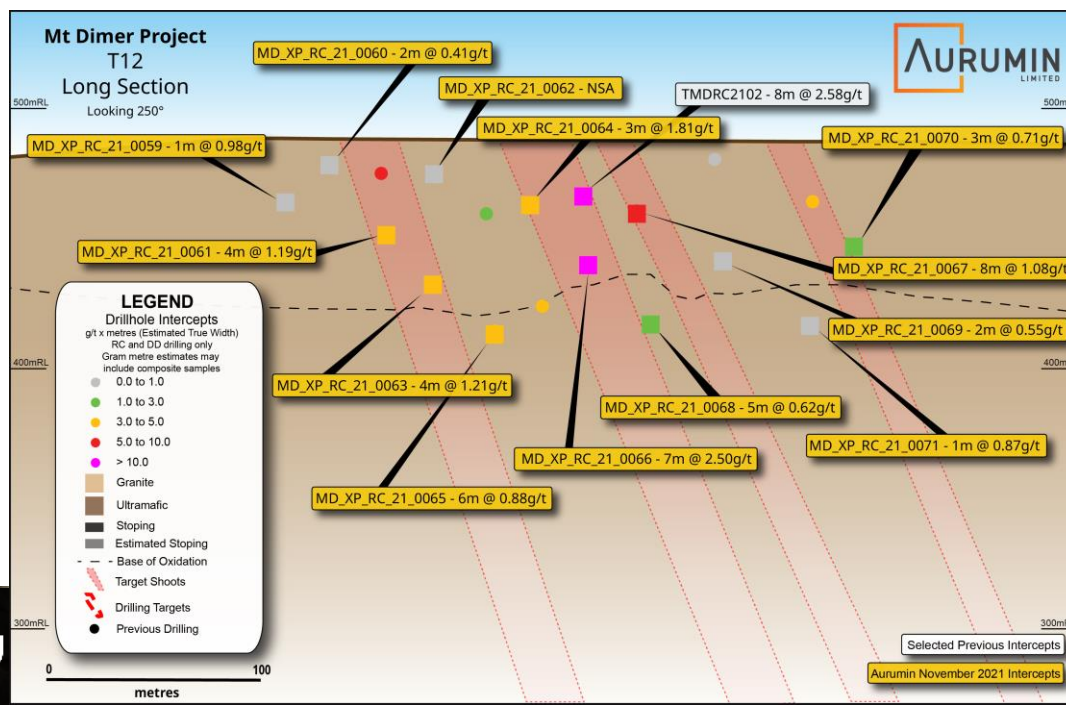 Mt Dimer Project
T12
Long Section
Looking 250°
AURUMIN
LIMITED
500mRL
500mRL
MD_XP_RC_21_0060 - 2m @ 0.41g/t
MD_XP_RC_21_0062 - NSA
TMDRC2102 - 8m @ 2.58g/t
MD_XP_RC_21_0064 - 3m @ 1.81g/t
MD_XP_RC_21_0070 - 3m @ 0.71g/t
MD_XP_RC_21_0059 - 1m @ 0.98g/t
MD_XP_RC_21_0061 - 4m @ 1.19g/t
MD_XP_RC_21_0067 - 8m @ 1.08g/t
MD_XP_RC_21_0069 - 2m @ 0.55g/t
400mRL
MD_XP_RC_21_0063 - 4m @ 1.21g/t
MD_XP_RC_21_0068 - 5m @ 0.62g/t
MD_XP_RC_21_0071 - 1m @ 0.87g/t
MD_XP_RC_21_0066 - 7m @ 2.50g/t
MD_XP_RC_21_0065 - 6m @ 0.88g/t
LEGEND
Drillhole Intercepts
g/t x metres (Estimated True Width)
RC and DD drilling only
Gram metre estimates may
include composite samples
0.0 to 1.0
1.0 to 3.0
3.0 to 5.0
5.0 to 10.0
> 10.0
Granite
Ultramafic
Stoping
Estimated Stoping
Base of Oxidation
Target Shoots
Drilling Targets
Previous Drilling
300mRL
Selected Previous Intercepts
Aurumin November 2021 Intercepts
0 100
metres